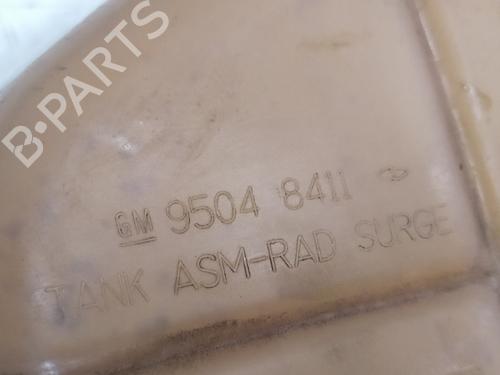 B-PARTS
GM 9504 8411
TANK ASM-RAD SURGE